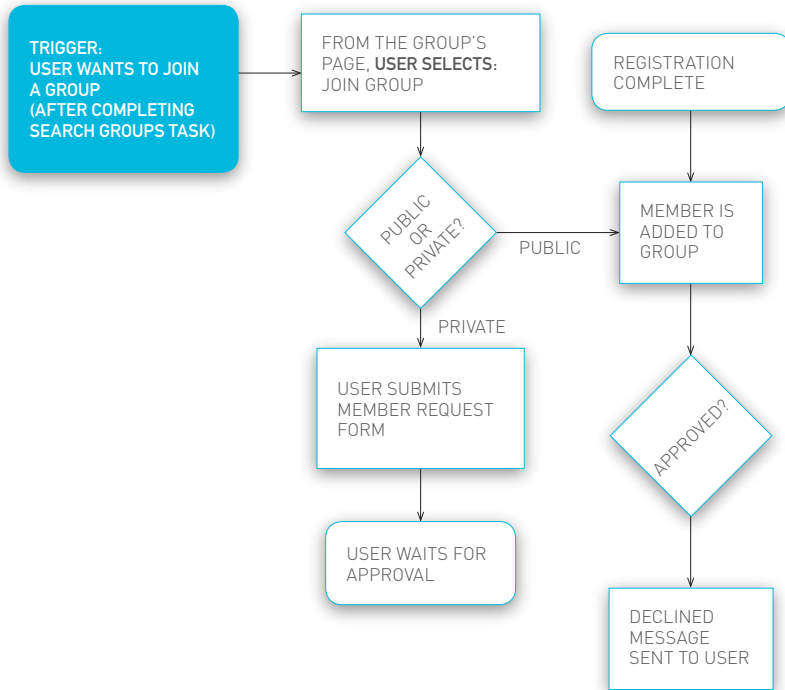 TRIGGER:
USER WANTS TO JOIN
A GROUP
(AFTER COMPLETING
SEARCH GROUPS TASK)
FROM THE GROUP'S
PAGE, USER SELECTS:
JOIN GROUP
REGISTRATION
COMPLETE
PUBLIC
OR
PRIVATE?
PUBLIC
MEMBER IS
ADDED TO
GROUP
PRIVATE
USER SUBMITS
MEMBER REQUEST
FORM
APPROVED?
USER WAITS FOR
APPROVAL
DECLINED
MESSAGE
SENT TO USER